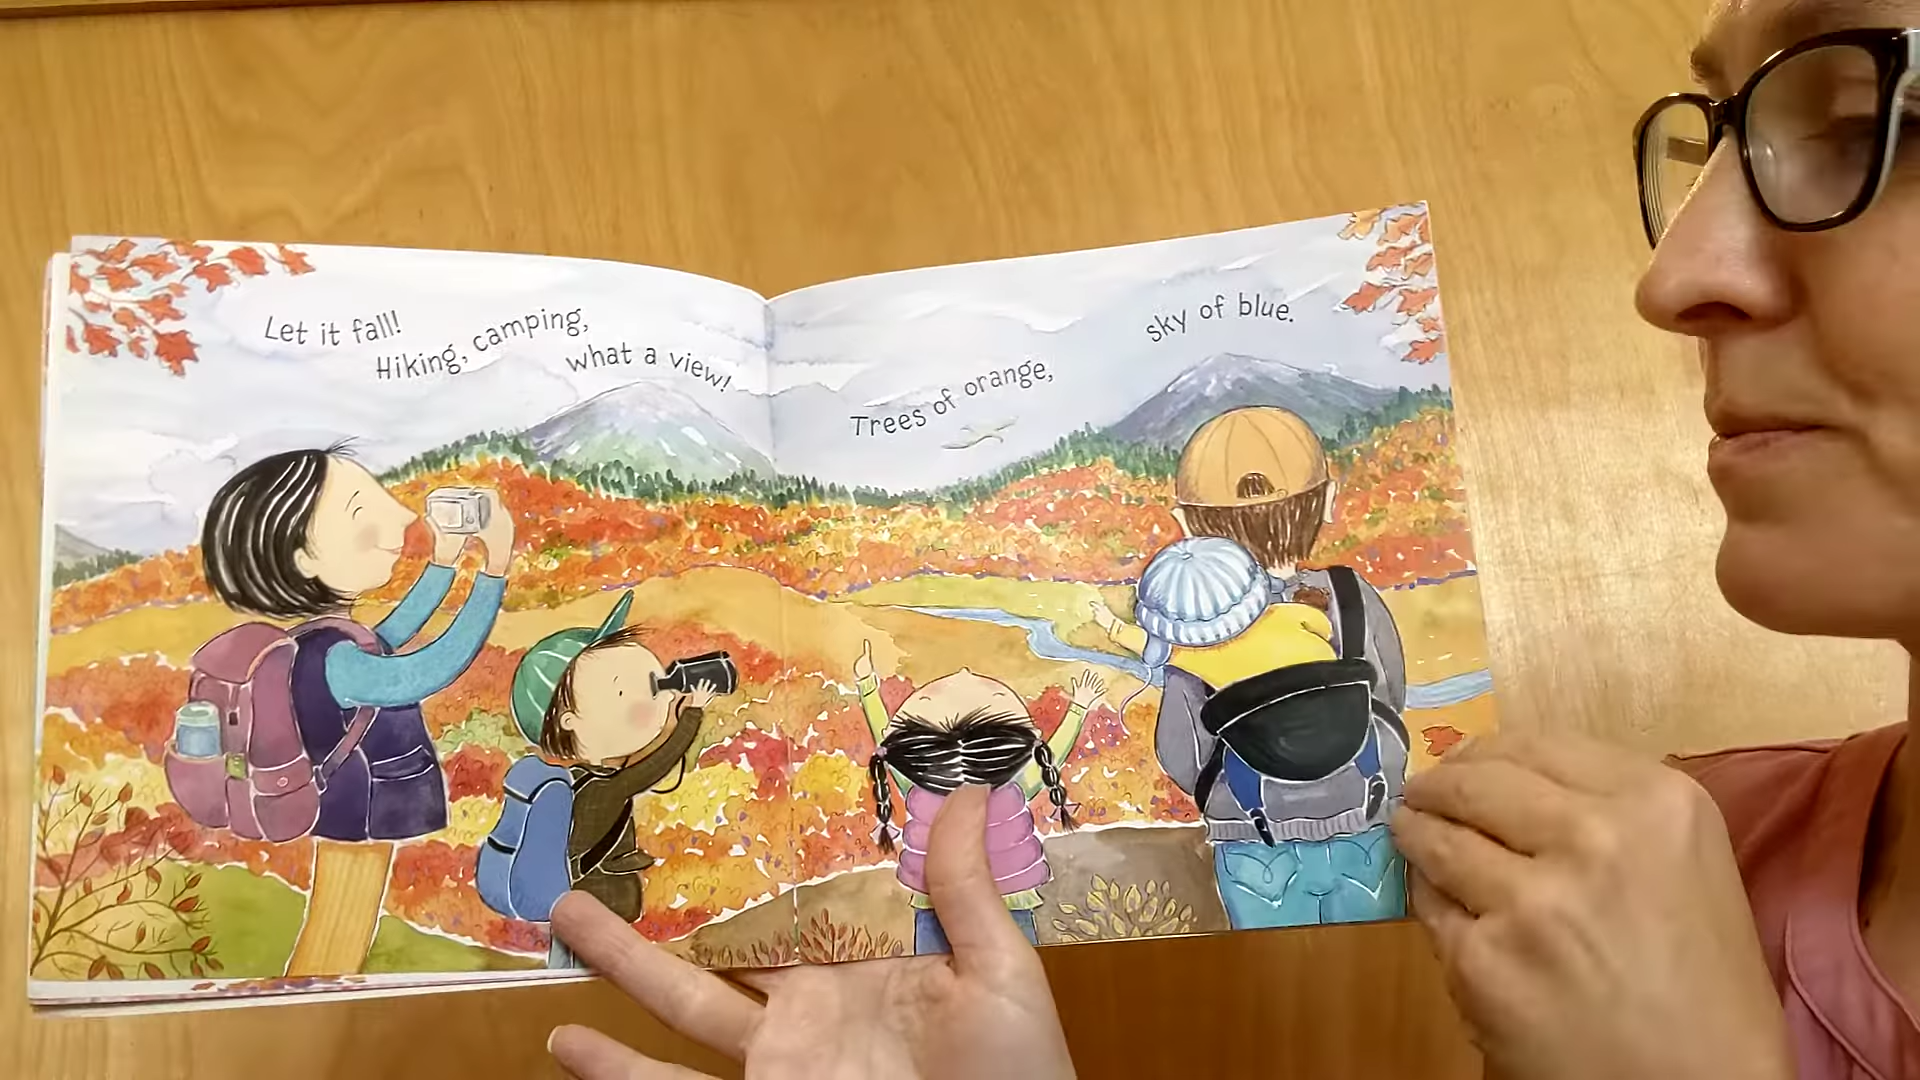 Let it fall!
Hiking, camping,
what a view!
Trees of orange,
sky of blue.